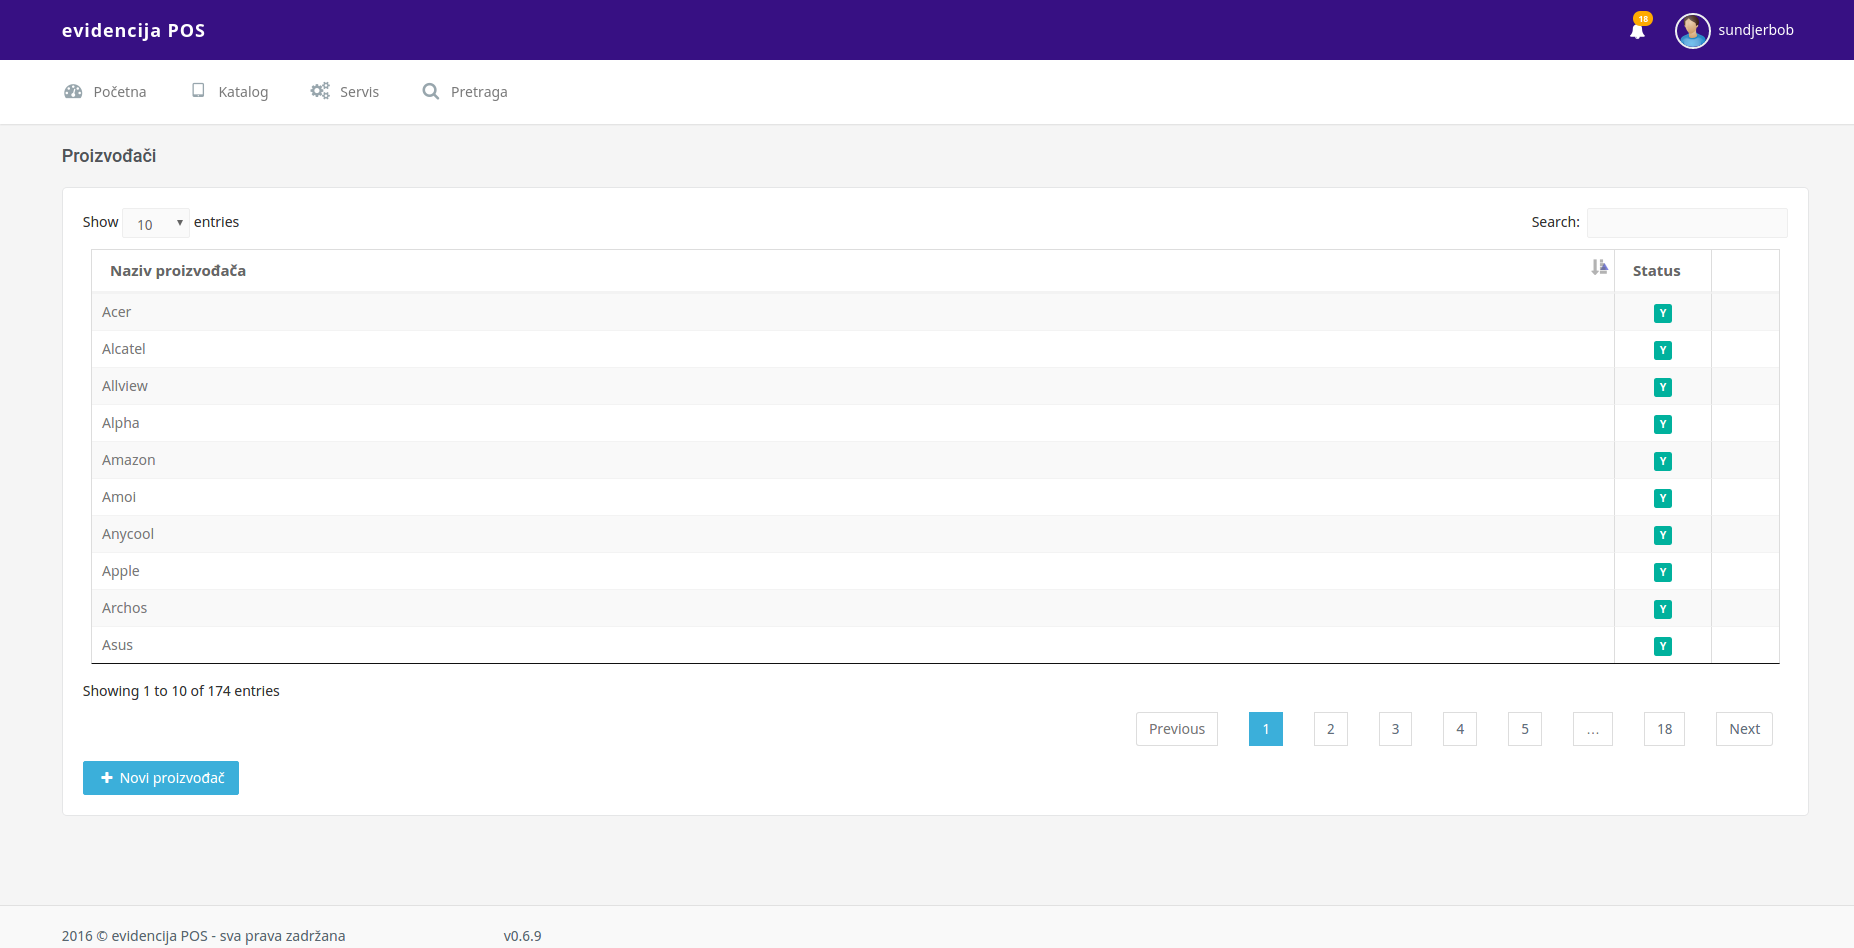 evidencija POS
18
sundjerbob
Početna
Katalog
Servis
Pretraga
Proizvođači
Show 10 entries
Search:
Naziv proizvođača
Status
Acer Y
Alcatel Y
Allview Y
Alpha Y
Amazon Y
Amoi Y
Anycool Y
Apple Y
Archos Y
Asus Y
Showing 1 to 10 of 174 entries
Previous 1 2 3 4 5 … 18 Next
Novi proizvođač
2016 © evidencija POS - sva prava zadržana
v0.6.9